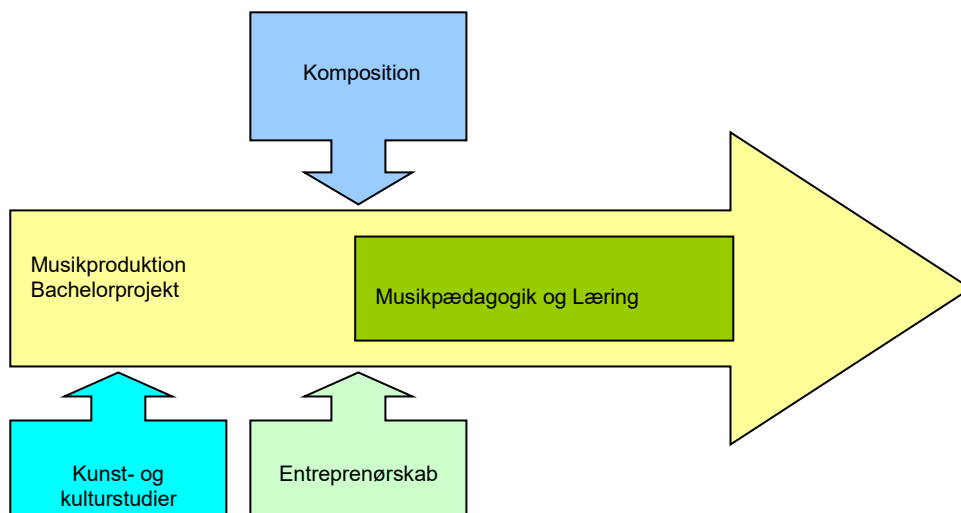 Komposition
Musikproduktion
Bachelorprojekt
Musikpædagogik og Læring
Kunst- og
kulturstudier
Entreprenørskab